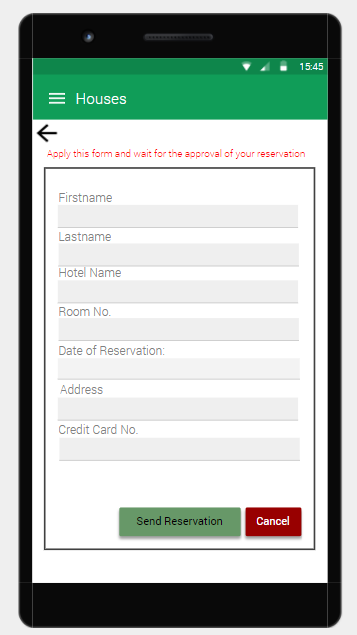 15:45
Houses
Apply this form and wait for the approval of your reservation
Firstname
Lastname
Hotel Name
Room No.
Date of Reservation:
Address
Credit Card No.
Send Reservation Cancel